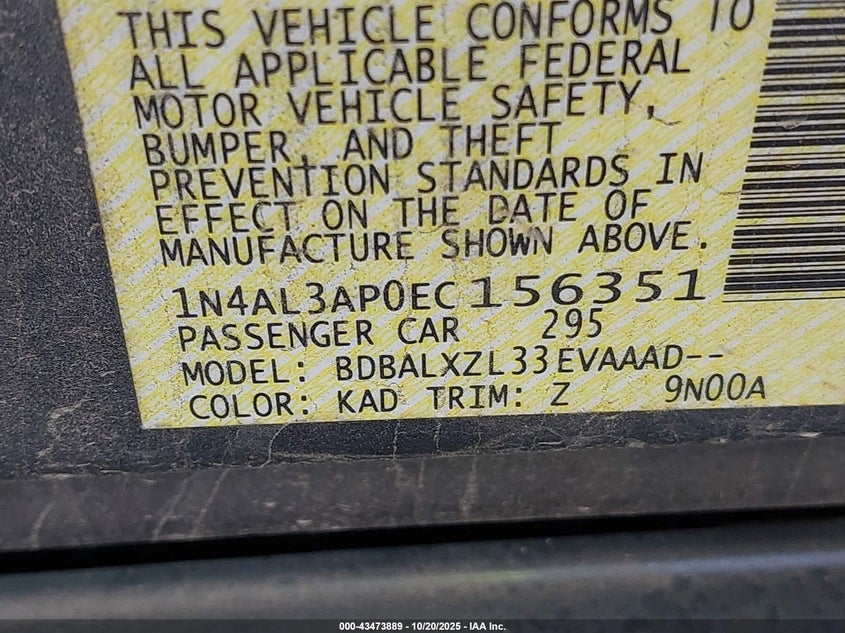 THIS VEHICLE CONFORMS TO
ALL APPLICABLE FEDERAL
MOTOR VEHICLE SAFETY,
BUMPER, AND THEFT
PREVENTION STANDARDS IN
EFFECT ON THE DATE OF
MANUFACTURE SHOWN ABOVE.
1N4AL3AP0EC156351
PASSENGER CAR 295
MODEL: BDBALXZL33EVAAAD--
COLOR: KAD TRIM: Z 9N00A
000-43473889 - 10/20/2025 - IAA Inc.